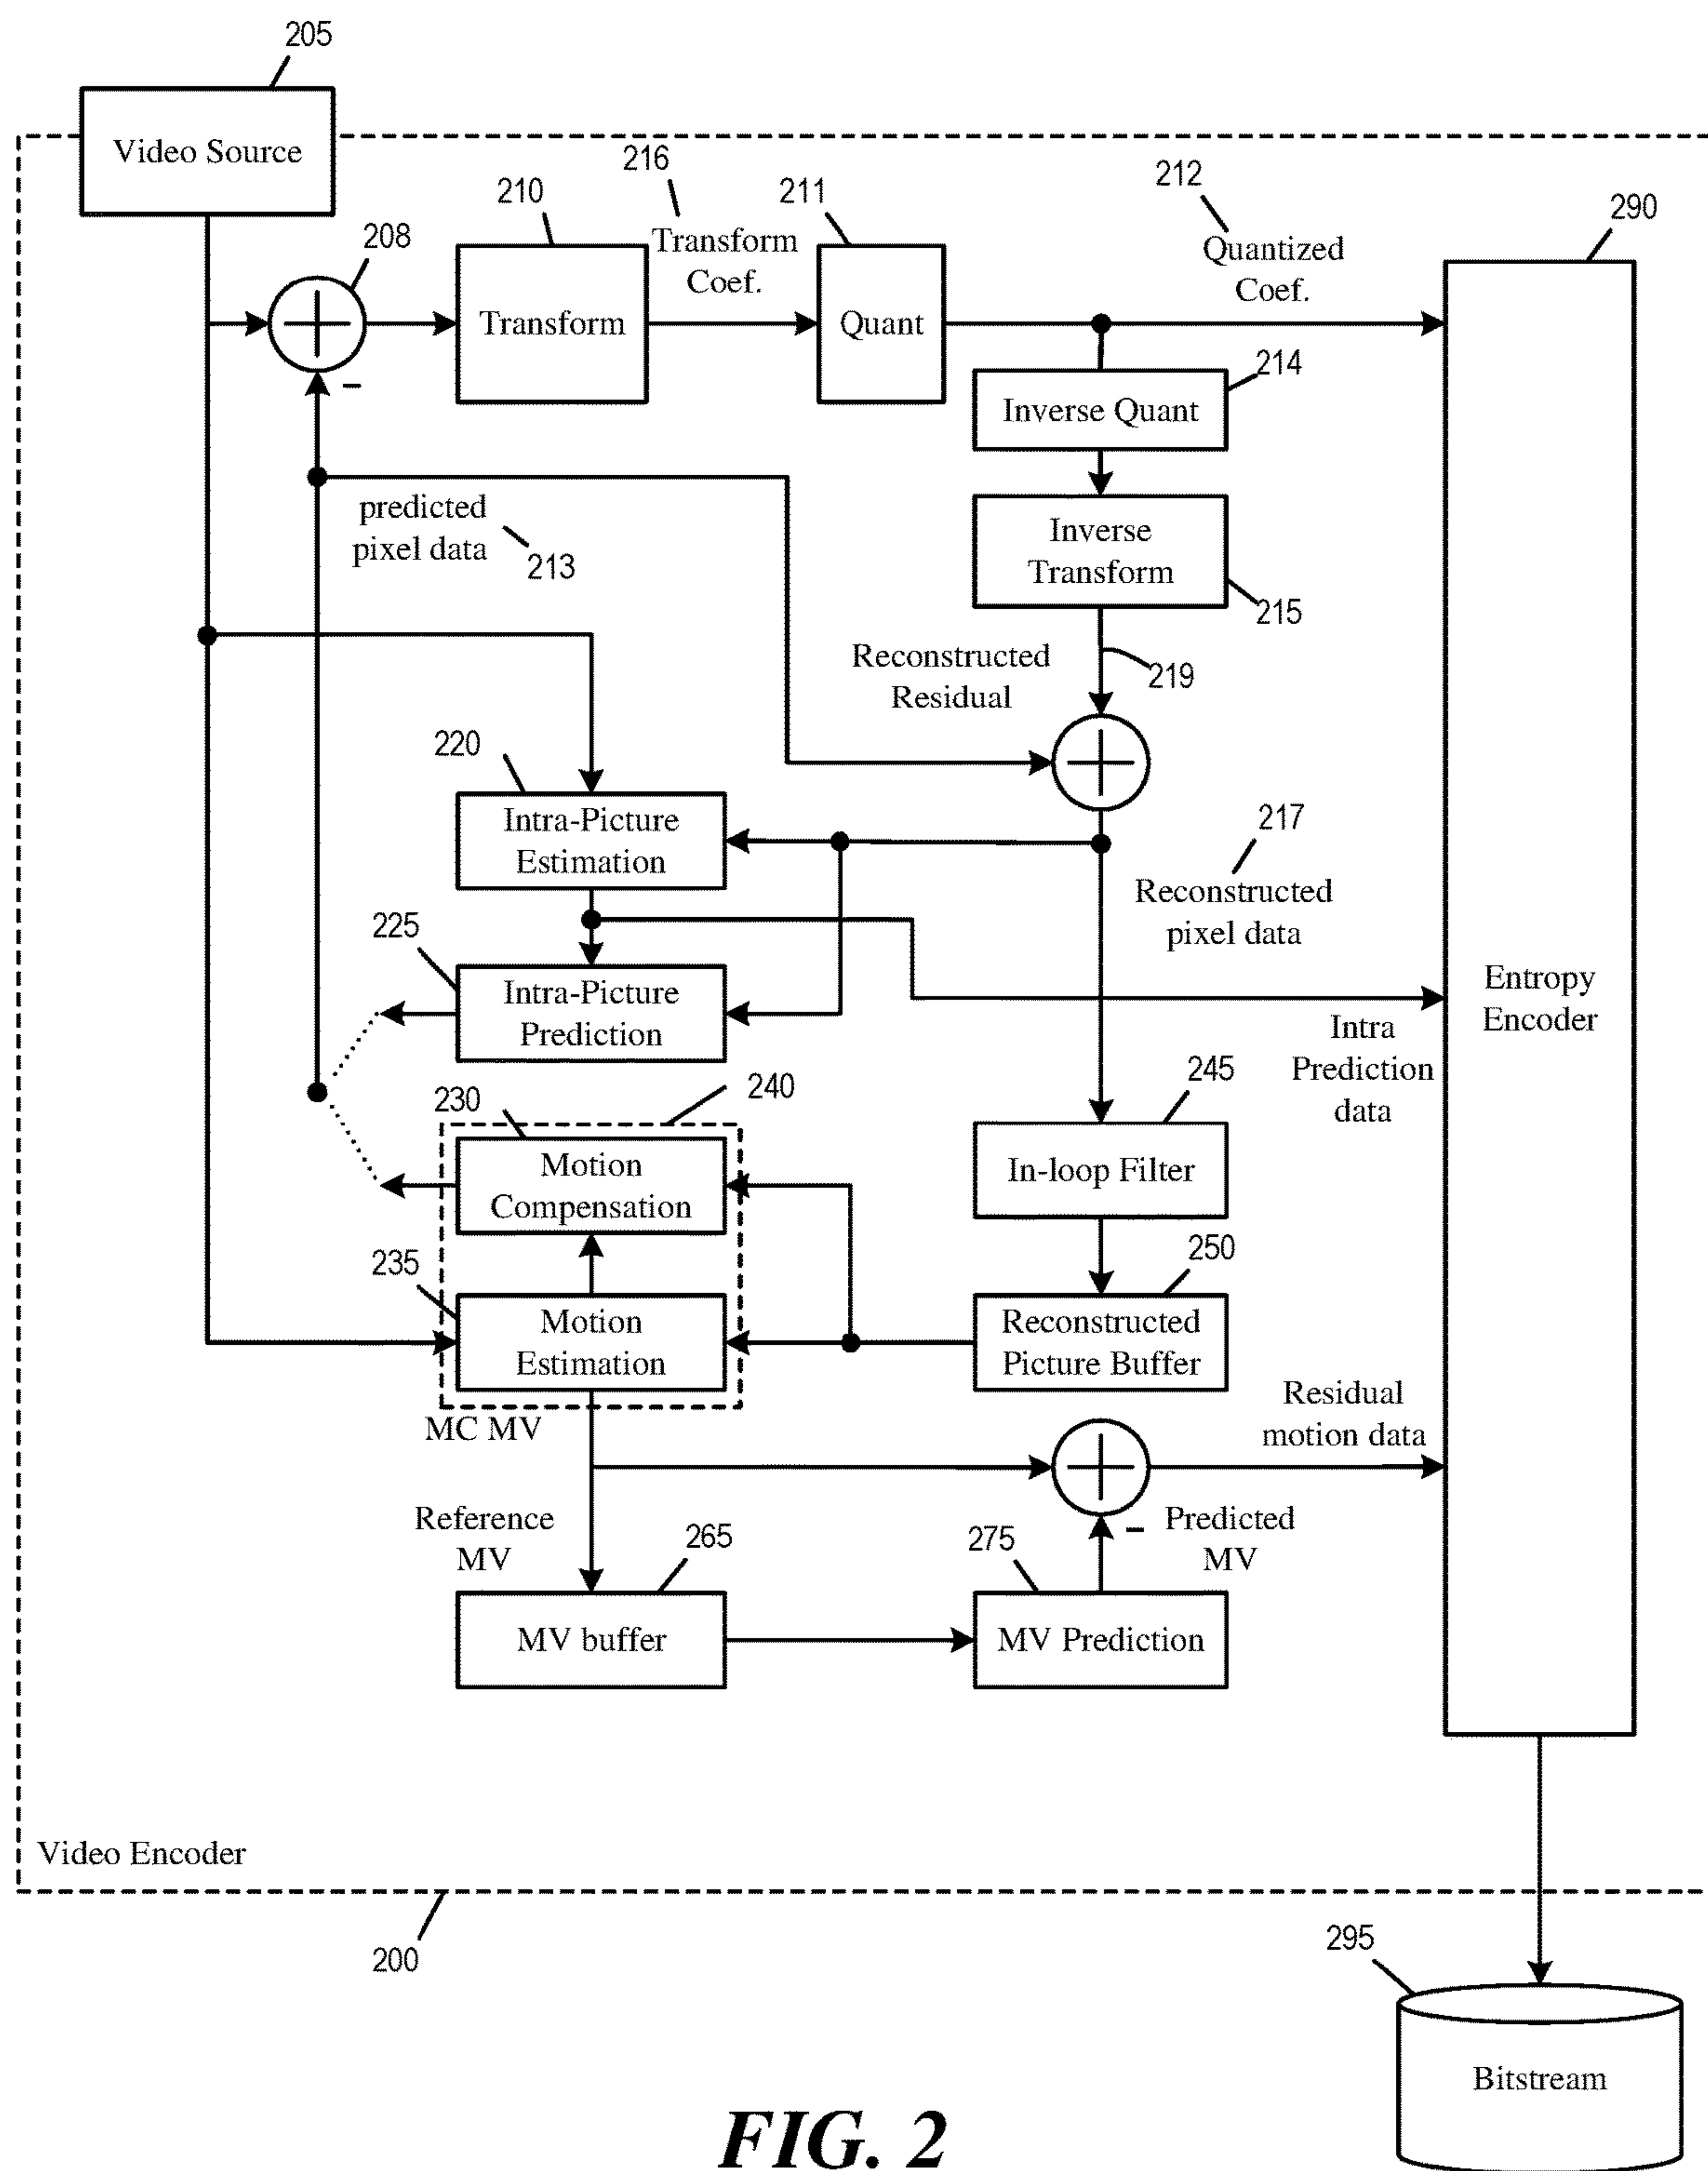 205
Video Source
216
210
211
212
290
208
Transform
Coef.
Quantized
Coef.
Transform
Quant
-
214
Inverse Quant
predicted
pixel data
213
Inverse
Transform
215
Reconstructed
Residual
219
220
217
Intra-Picture
Estimation
Reconstructed
pixel data
225
Entropy
Encoder
Intra-Picture
Prediction
Intra
Prediction
data
230
240
245
Motion
Compensation
In-loop Filter
235
250
Motion
Estimation
Reconstructed
Picture Buffer
MC MV
Residual
motion data
Reference
MV
265
275
-
Predicted
MV
MV buffer
MV Prediction
Video Encoder
200
295
Bitstream
FIG. 2